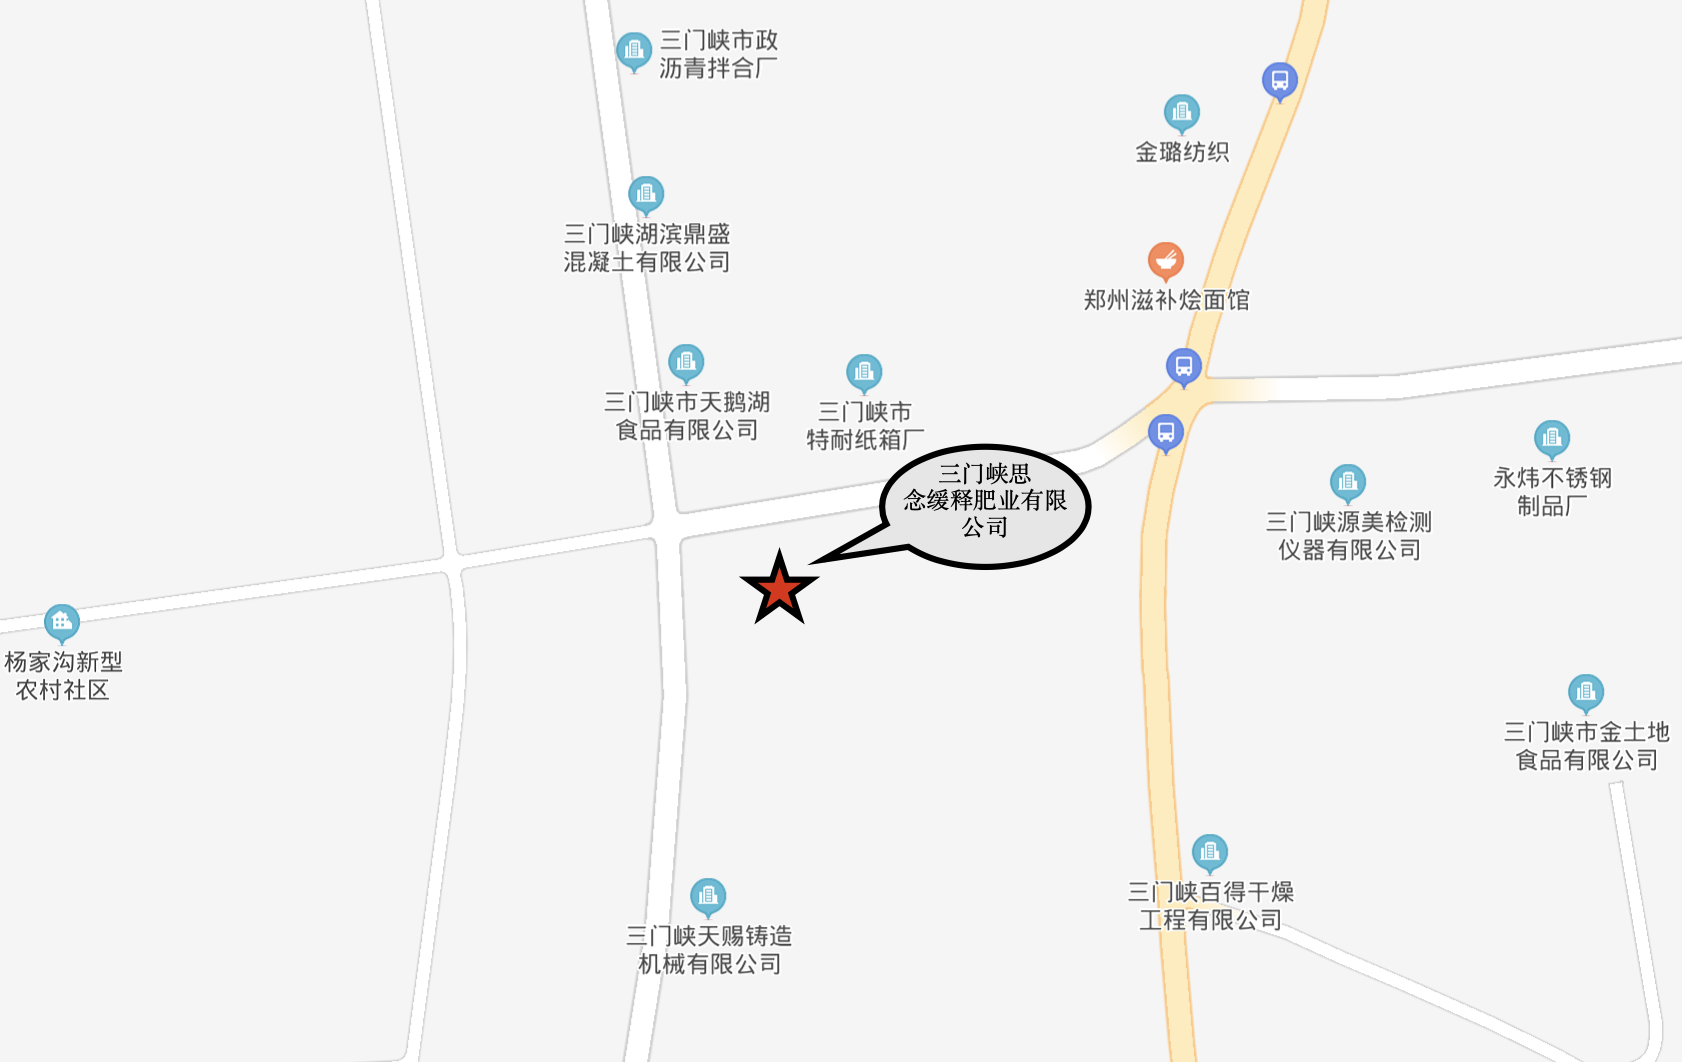 三门峡市政
沥青拌合厂
金璐纺织
三门峡湖滨鼎盛
混凝土有限公司
郑州滋补烩面馆
三门峡市天鹅湖
食品有限公司
三门峡市
特耐纸箱厂
三门峡思
念缓释肥业有限
公司
永炜不锈钢
制品厂
三门峡源美检测
仪器有限公司
杨家沟新型
农村社区
三门峡市金土地
食品有限公司
三门峡百得干燥
工程有限公司
三门峡天赐铸造
机械有限公司